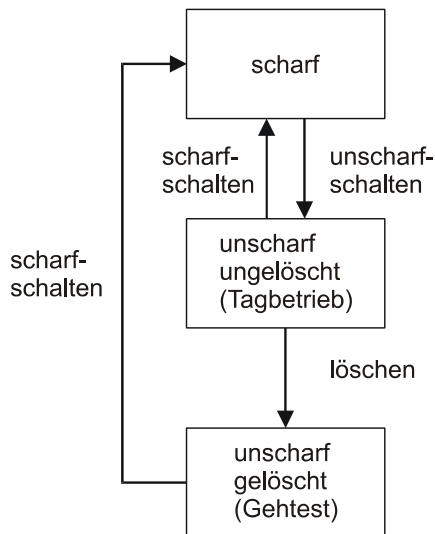 scharf
scharf-
schalten
unscharf-
schalten
unscharf
ungelöscht
(Tagbetrieb)
scharf-
schalten
löschen
unscharf
gelöscht
(Gehtest)